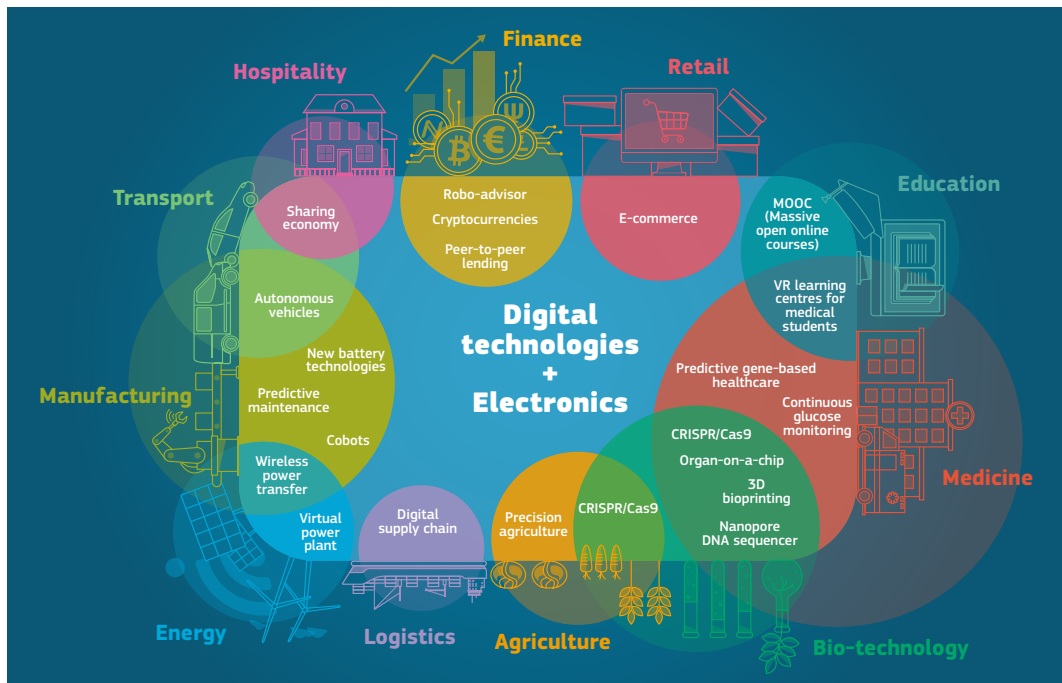 Finance
Hospitality
Retail
Transport
Education
Sharing
economy
Robo-advisor
Cryptocurrencies
Peer-to-peer
lending
E-commerce
MOOC
(Massive
open online
courses)
Autonomous
vehicles
VR learning
centres for
medical
students
Digital
technologies
+
Electronics
New battery
technologies
Predictive
maintenance
Cobots
Manufacturing
Predictive gene-based
healthcare
Continuous
glucose
monitoring
Medicine
Wireless
power
transfer
Virtual
power
plant
Digital
supply chain
Precision
agriculture
CRISPR/Cas9
CRISPR/Cas9
Organ-on-a-chip
3D
bioprinting
Nanopore
DNA sequencer
Energy
Logistics
Agriculture
Bio-technology